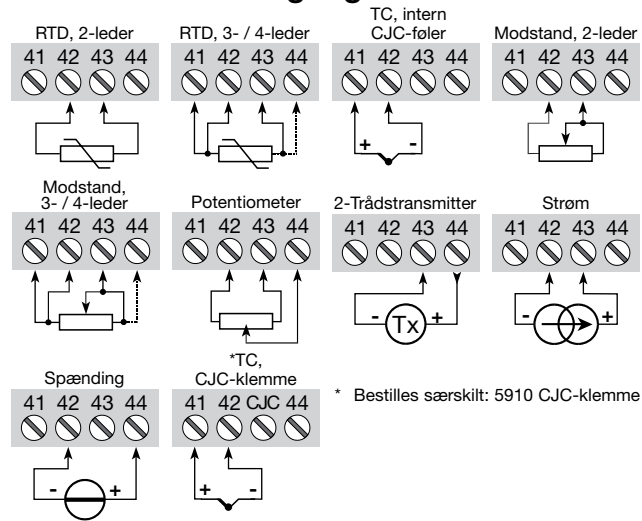 RTD, 2-leder
41 42 43 44
RTD, 3- / 4-leder
41 42 43 44
TC, intern
CJC-føler
41 42 43 44
+ -
Modstand, 2-leder
41 42 43 44
Modstand,
3- / 4-leder
41 42 43 44
Potentiometer
41 42 43 44
2-Trådstransmitter
41 42 43 44
- Tx +
Strøm
41 42 43 44
- +
Spænding
41 42 43 44
- +
*TC,
CJC-klemme
41 42 CJC 44
+ -
* Bestilles særskilt: 5910 CJC-klemme